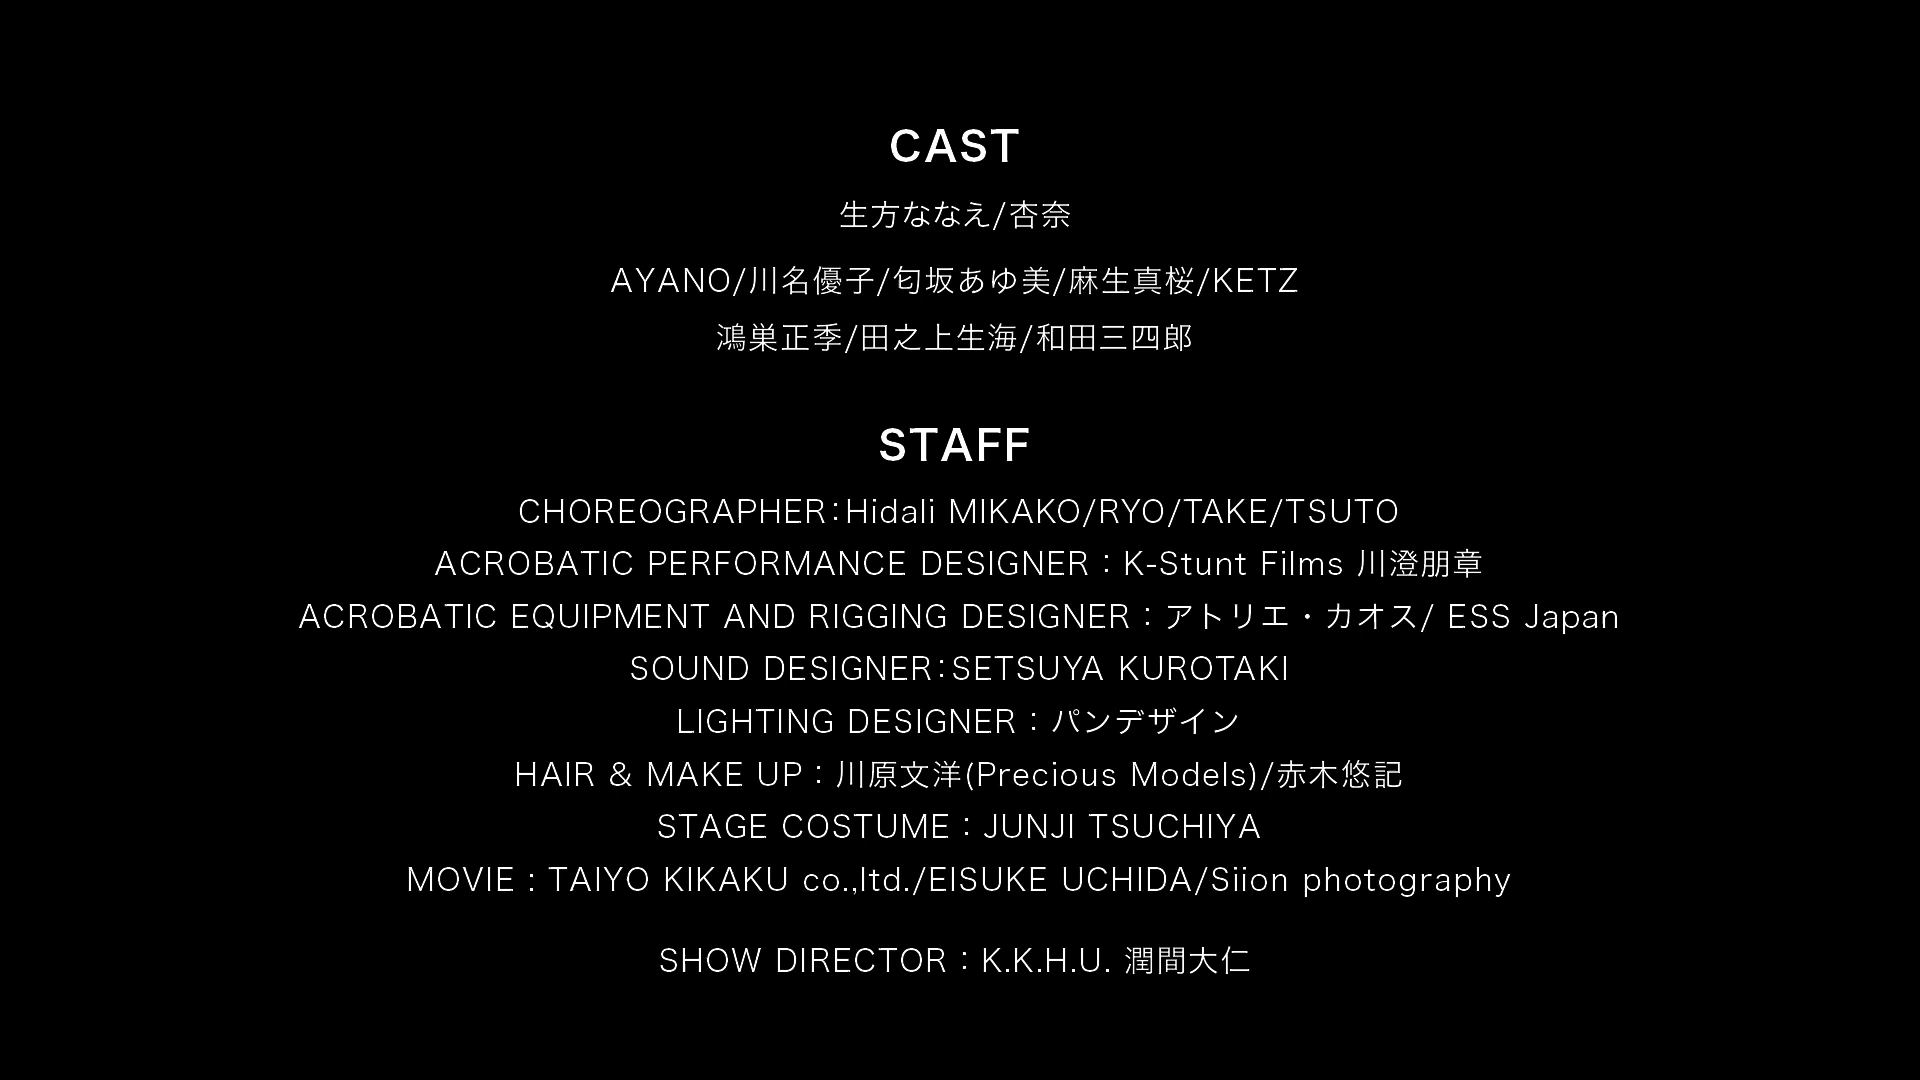 CAST
生方ななえ/杏奈
AYANO/川名優子/匂坂あゆ美/麻生真桜/KETZ
鴻巣正季/田之上生海/和田三四郎
STAFF
CHOREOGRAPHER：Hidali MIKAKO/RYO/TAKE/TSUTO
ACROBATIC PERFORMANCE DESIGNER：K-Stunt Films 川澄朋章
ACROBATIC EQUIPMENT AND RIGGING DESIGNER：アトリエ・カオス/ ESS Japan
SOUND DESIGNER：SETSUYA KUROTAKI
LIGHTING DESIGNER：パンデザイン
HAIR & MAKE UP：川原文洋(Precious Models)/赤木悠記
STAGE COSTUME：JUNJI TSUCHIYA
MOVIE : TAIYO KIKAKU co.,ltd./EISUKE UCHIDA/Siion photography
SHOW DIRECTOR：K.K.H.U. 潤間大仁